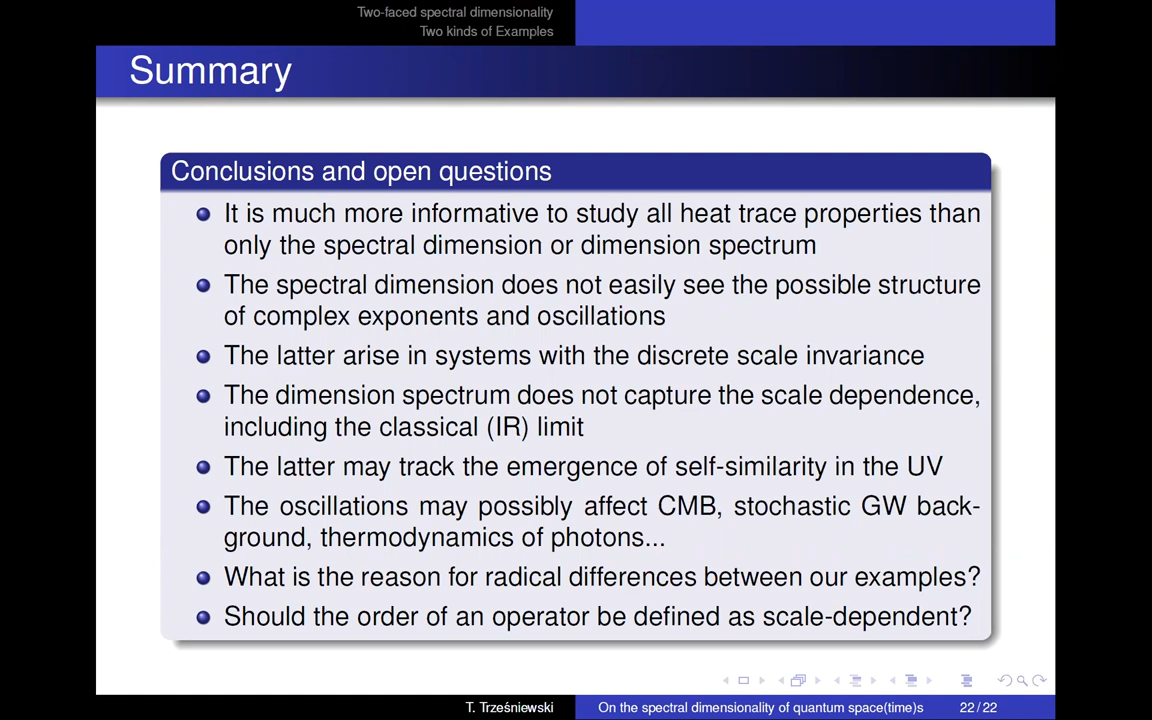 Two-faced spectral dimensionality
Two kinds of Examples
Summary
Conclusions and open questions
It is much more informative to study all heat trace properties than
only the spectral dimension or dimension spectrum
The spectral dimension does not easily see the possible structure
of complex exponents and oscillations
The latter arise in systems with the discrete scale invariance
The dimension spectrum does not capture the scale dependence,
including the classical (IR) limit
The latter may track the emergence of self-similarity in the UV
The oscillations may possibly affect CMB, stochastic GW back-
ground, thermodynamics of photons...
What is the reason for radical differences between our examples?
Should the order of an operator be defined as scale-dependent?
T. Trześniewski
On the spectral dimensionality of quantum space(time)s
22/22